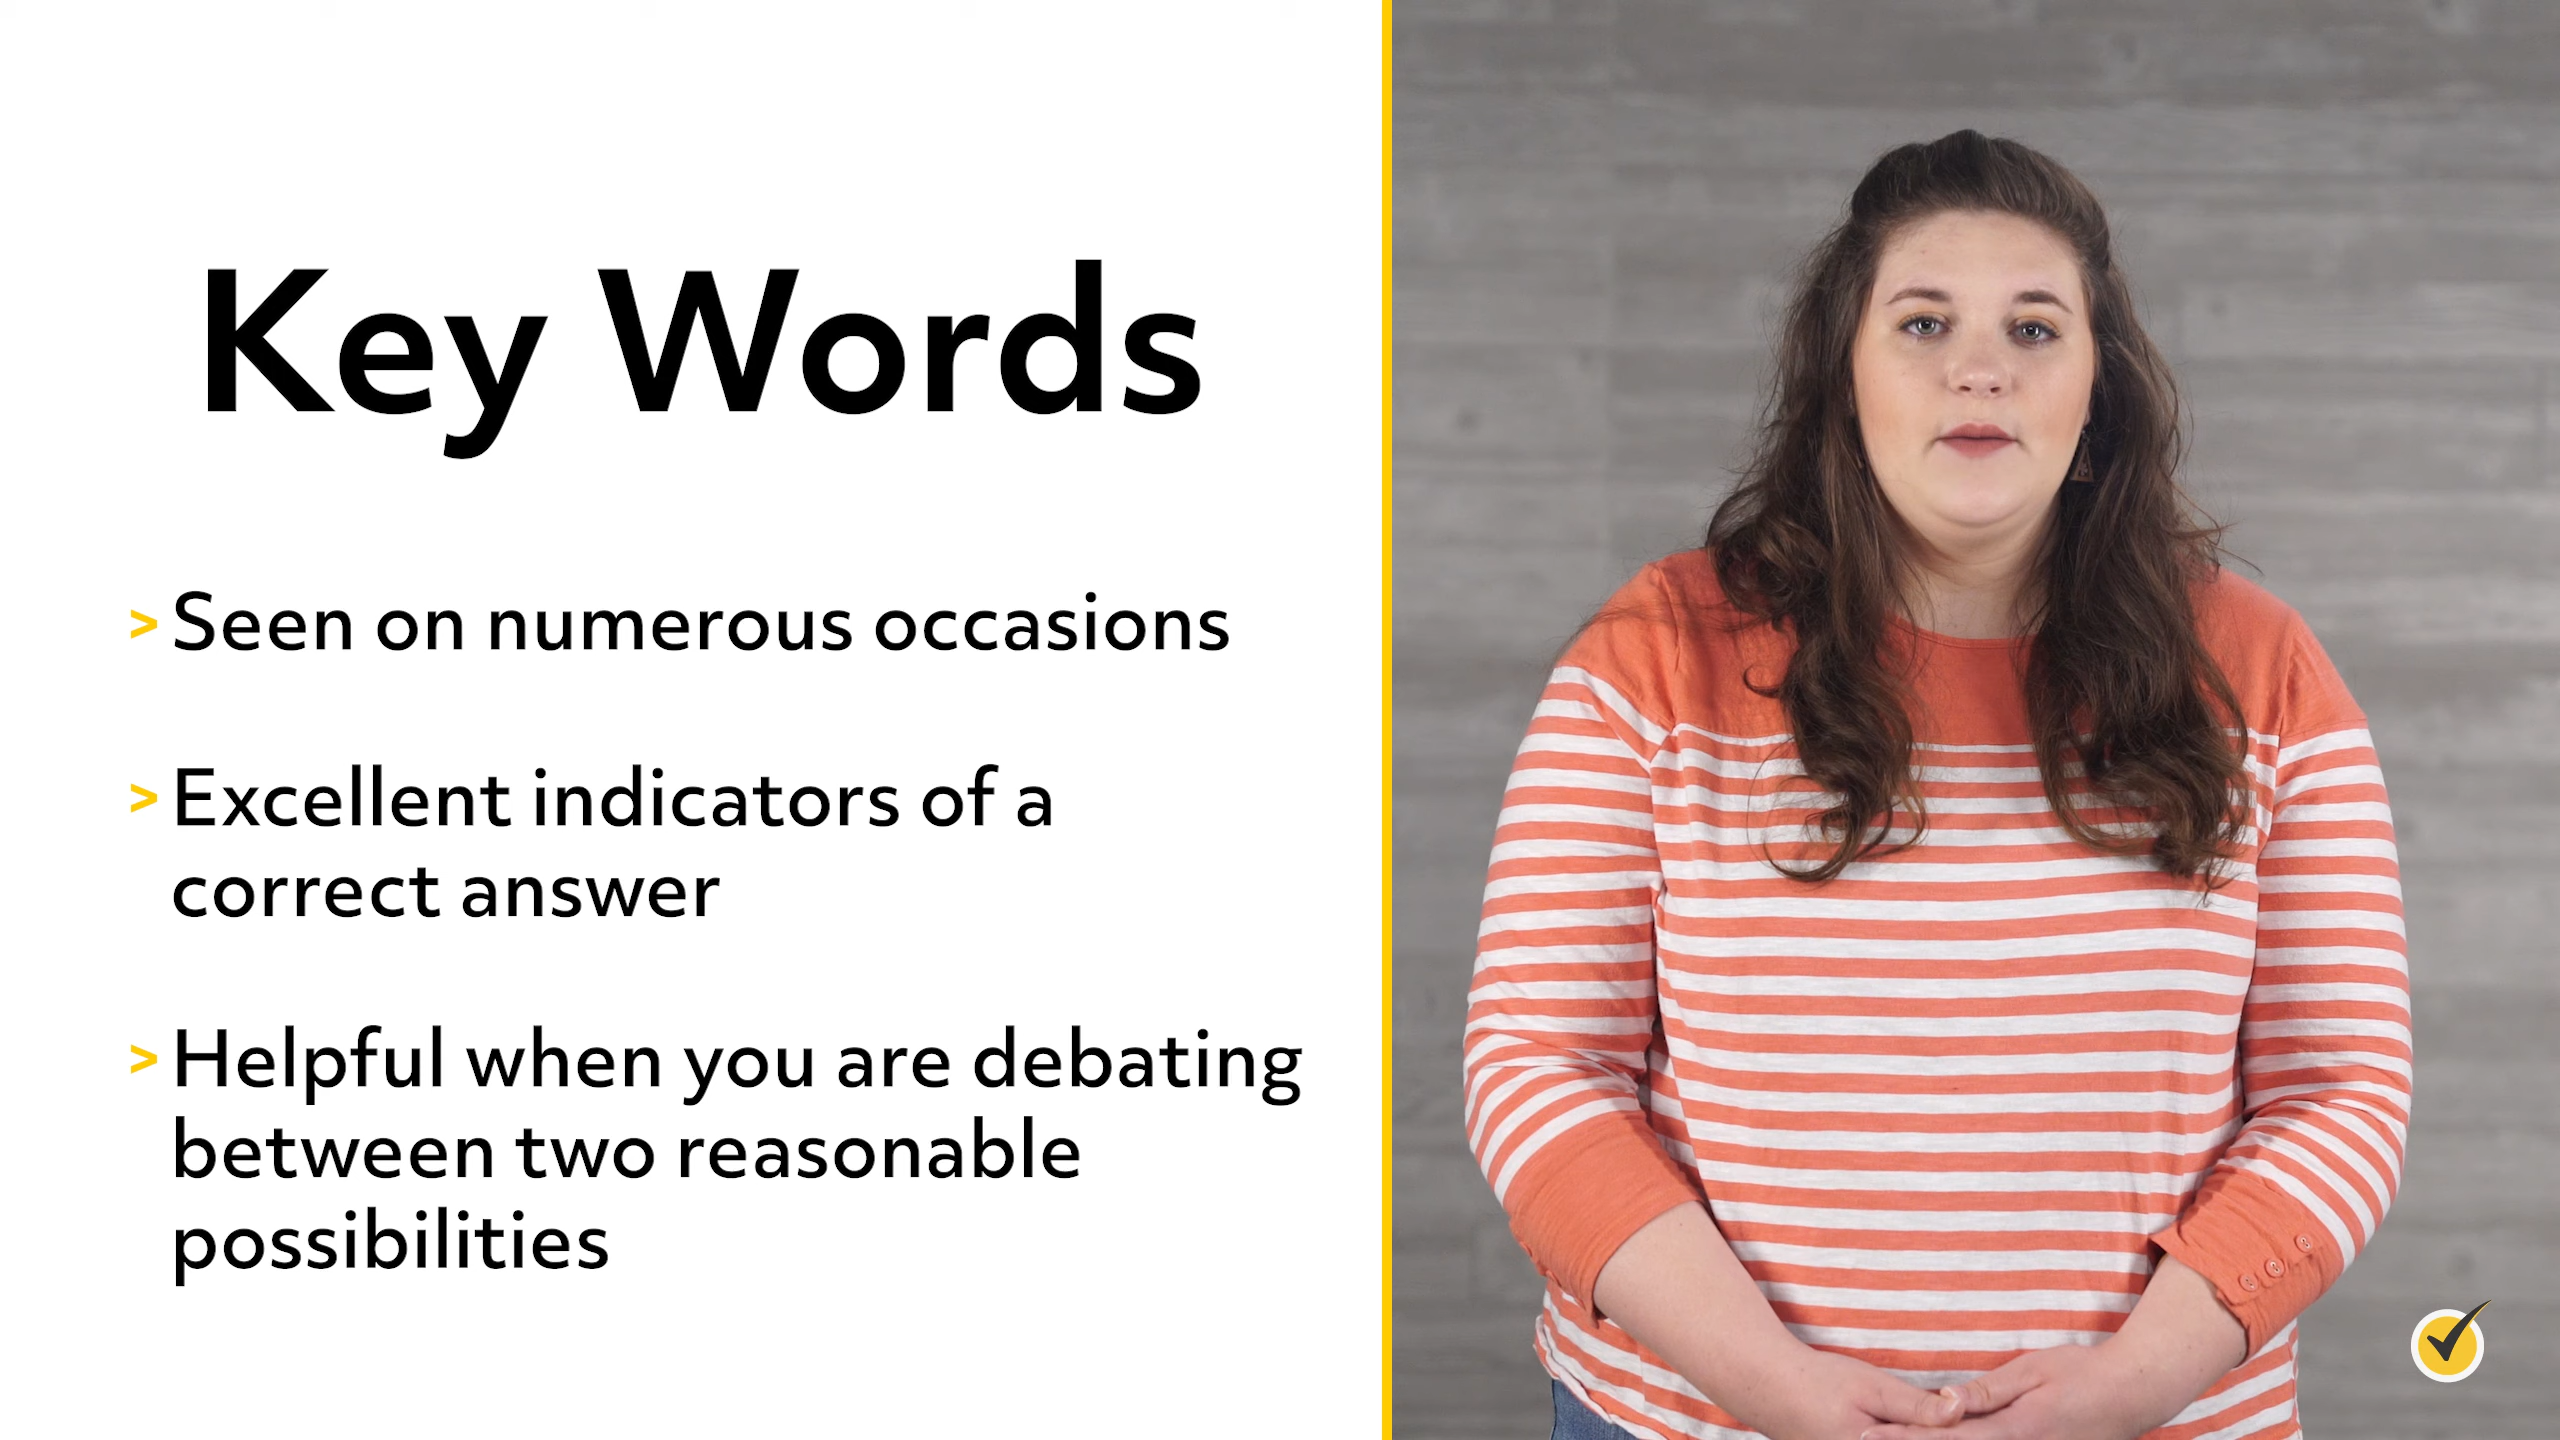 Key Words
> Seen on numerous occasions
> Excellent indicators of a
correct answer
> Helpful when you are debating
between two reasonable
possibilities